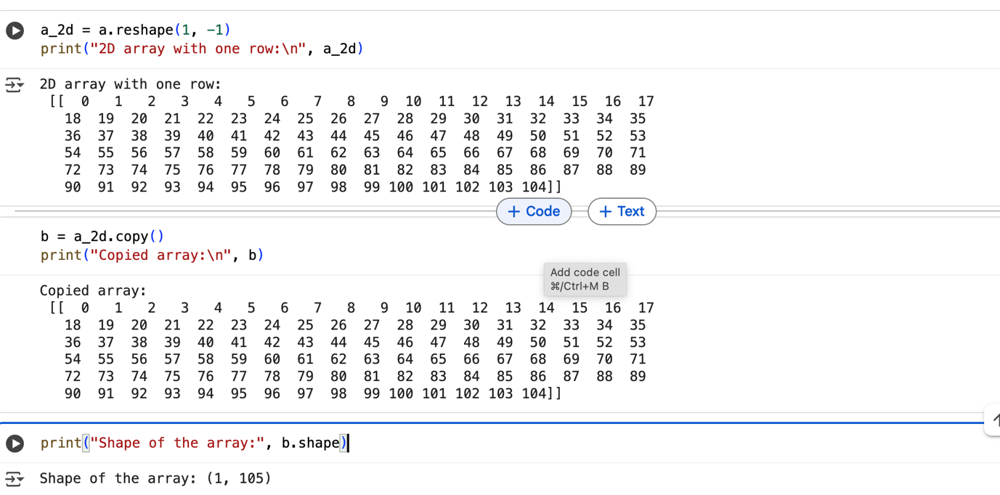 a_2d = a.reshape(1, -1)
print("2D array with one row:\n", a_2d)
2D array with one row:
[[  0   1   2   3   4   5   6   7   8   9  10  11  12  13  14  15  16  17
18  19  20  21  22  23  24  25  26  27  28  29  30  31  32  33  34  35
36  37  38  39  40  41  42  43  44  45  46  47  48  49  50  51  52  53
54  55  56  57  58  59  60  61  62  63  64  65  66  67  68  69  70  71
72  73  74  75  76  77  78  79  80  81  82  83  84  85  86  87  88  89
90  91  92  93  94  95  96  97  98  99 100 101 102 103 104]]
+ Code + Text
b = a_2d.copy()
print("Copied array:\n", b)
Add code cell
⌘/Ctrl+M B
Copied array:
[[  0   1   2   3   4   5   6   7   8   9  10  11  12  13  14  15  16  17
18  19  20  21  22  23  24  25  26  27  28  29  30  31  32  33  34  35
36  37  38  39  40  41  42  43  44  45  46  47  48  49  50  51  52  53
54  55  56  57  58  59  60  61  62  63  64  65  66  67  68  69  70  71
72  73  74  75  76  77  78  79  80  81  82  83  84  85  86  87  88  89
90  91  92  93  94  95  96  97  98  99 100 101 102 103 104]]
print("Shape of the array:", b.shape)
Shape of the array: (1, 105)